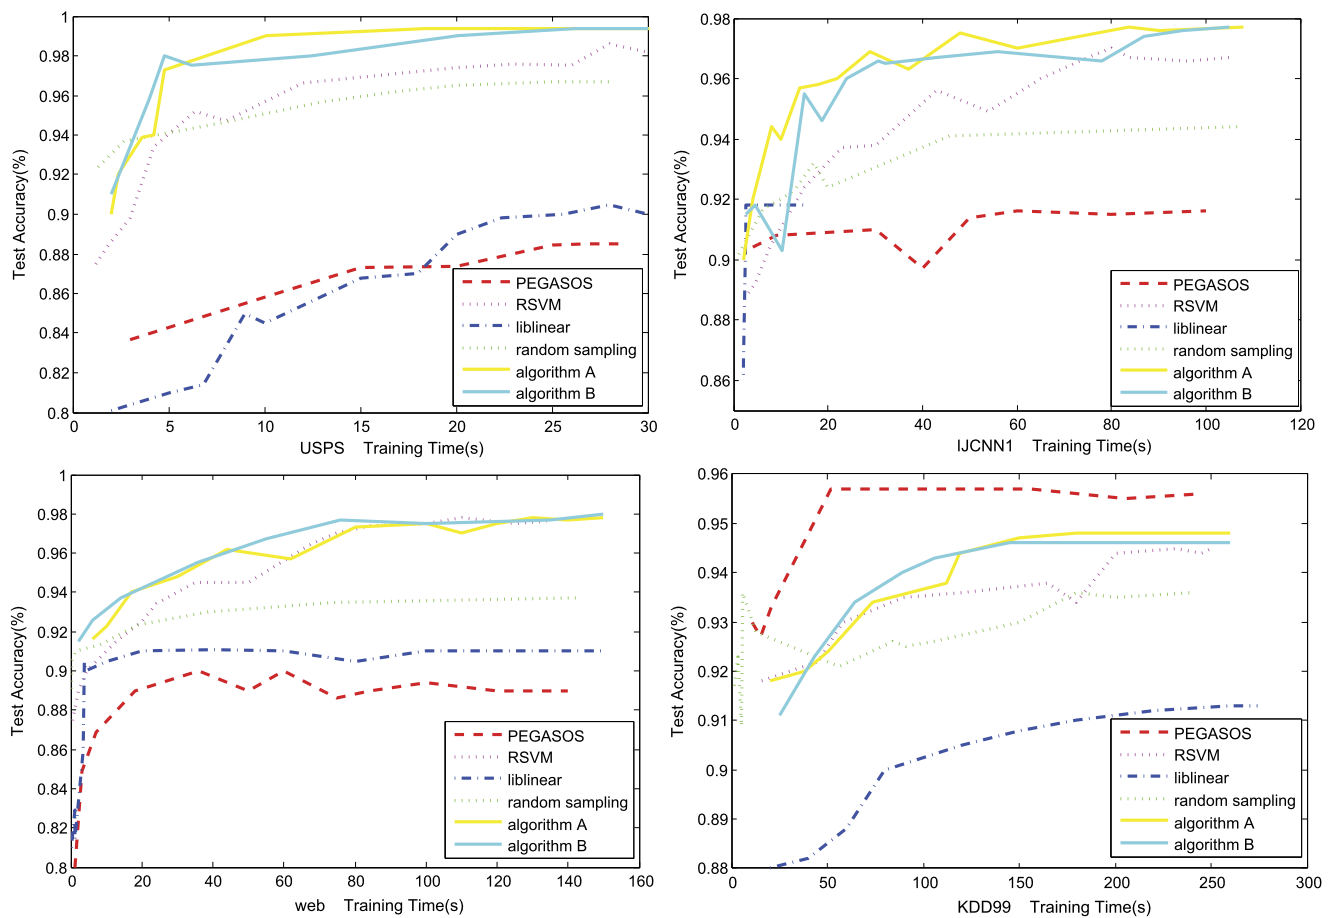 1
0.98
0.96
0.94
0.92
0.9
0.88
0.86
0.84
0.82
0.8
Test Accuracy(%)
PEGASOS
RSVM
liblinear
random sampling
algorithm A
algorithm B
0 5 10 15 20 25 30
USPS Training Time(s)
0.98
0.96
0.94
0.92
0.9
0.88
0.86
Test Accuracy(%)
PEGASOS
RSVM
liblinear
random sampling
algorithm A
algorithm B
0 20 40 60 80 100 120
IJCNN1 Training Time(s)
1
0.98
0.96
0.94
0.92
0.9
0.88
0.86
0.84
0.82
0.8
Test Accuracy(%)
PEGASOS
RSVM
liblinear
random sampling
algorithm A
algorithm B
0 20 40 60 80 100 120 140 160
web Training Time(s)
0.96
0.95
0.94
0.93
0.92
0.91
0.9
0.89
0.88
Test Accuracy(%)
PEGASOS
RSVM
liblinear
random sampling
algorithm A
algorithm B
0 50 100 150 200 250 300
KDD99 Training Time(s)